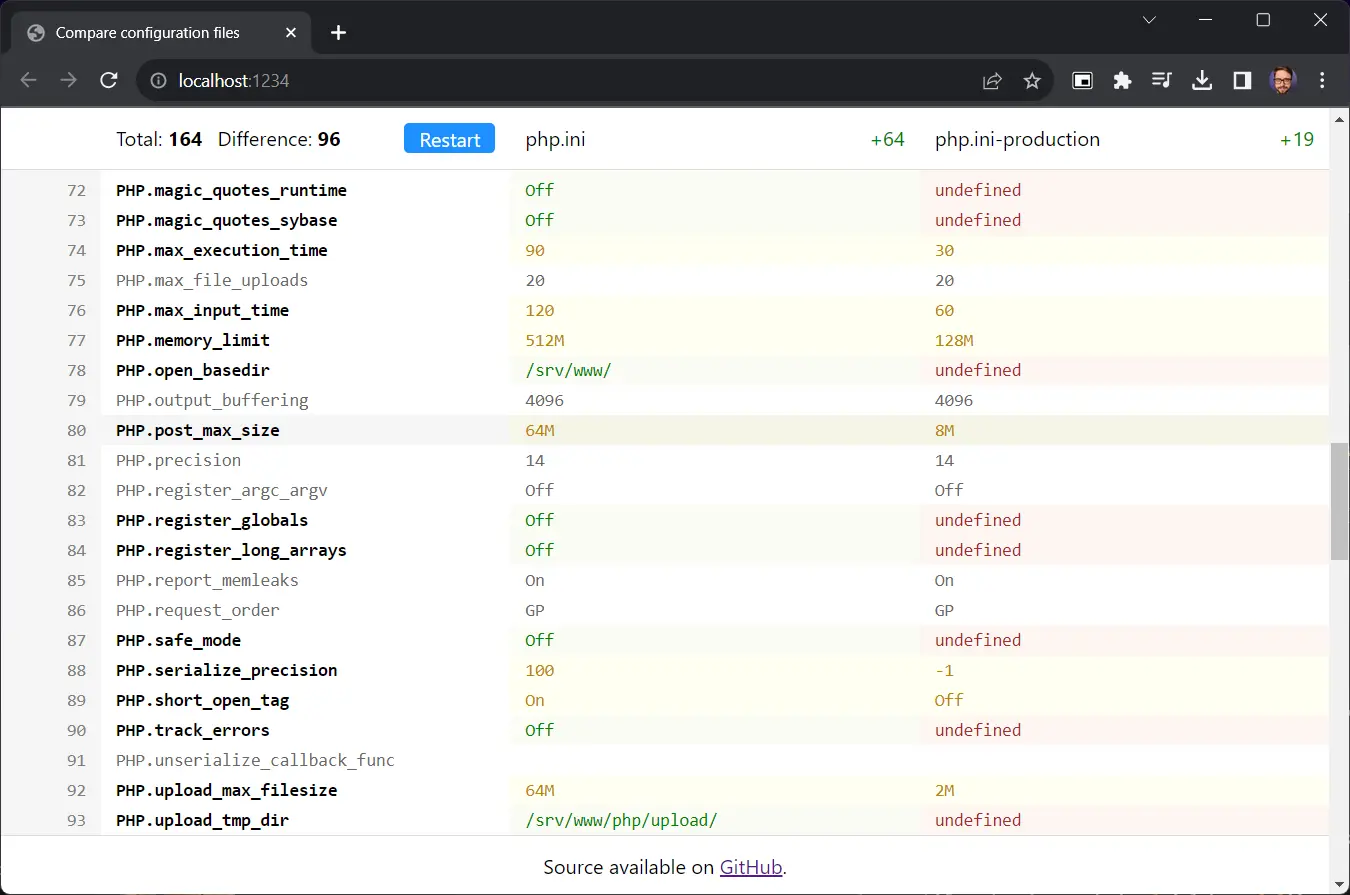 Compare configuration files
localhost:1234
Total: 164 Difference: 96 Restart php.ini +64 php.ini-production +19
72 PHP.magic_quotes_runtime Off undefined
73 PHP.magic_quotes_sybase Off undefined
74 PHP.max_execution_time 90 30
75 PHP.max_file_uploads 20 20
76 PHP.max_input_time 120 60
77 PHP.memory_limit 512M 128M
78 PHP.open_basedir /srv/www/ undefined
79 PHP.output_buffering 4096 4096
80 PHP.post_max_size 64M 8M
81 PHP.precision 14 14
82 PHP.register_argc_argv Off Off
83 PHP.register_globals Off undefined
84 PHP.register_long_arrays Off undefined
85 PHP.report_memleaks On On
86 PHP.request_order GP GP
87 PHP.safe_mode Off undefined
88 PHP.serialize_precision 100 -1
89 PHP.short_open_tag On Off
90 PHP.track_errors Off undefined
91 PHP.unserialize_callback_func
92 PHP.upload_max_filesize 64M 2M
93 PHP.upload_tmp_dir /srv/www/php/upload/ undefined
Source available on GitHub.